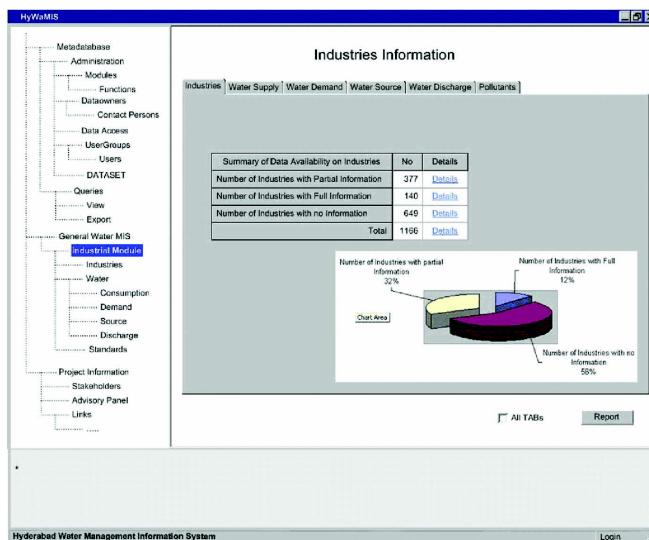 HyWaMIS
Metadatabase
Administration
Modules
Functions
Dataowners
Contact Persons
Data Access
UserGroups
Users
DATASET
Queries
View
Export
General Water MIS
Industrial Module
Industries
Water
Consumption
Demand
Source
Discharge
Standards
Project Information
Stakeholders
Advisory Panel
Links
.....
Industries Information
Industries Water Supply Water Demand Water Source Water Discharge Pollutants
Summary of Data Availability on Industries No Details
Number of Industries with Partial Information 377 Details
Number of Industries with Full Information 140 Details
Number of Industries with no Information 649 Details
Total 1166 Details
Number of Industries with partial
Information
32%
Number of Industries with Full
Information
12%
Chart Area
Number of Industries with no
Information
56%
All TABs
Report
*
Hyderabad Water Management Information System
Login